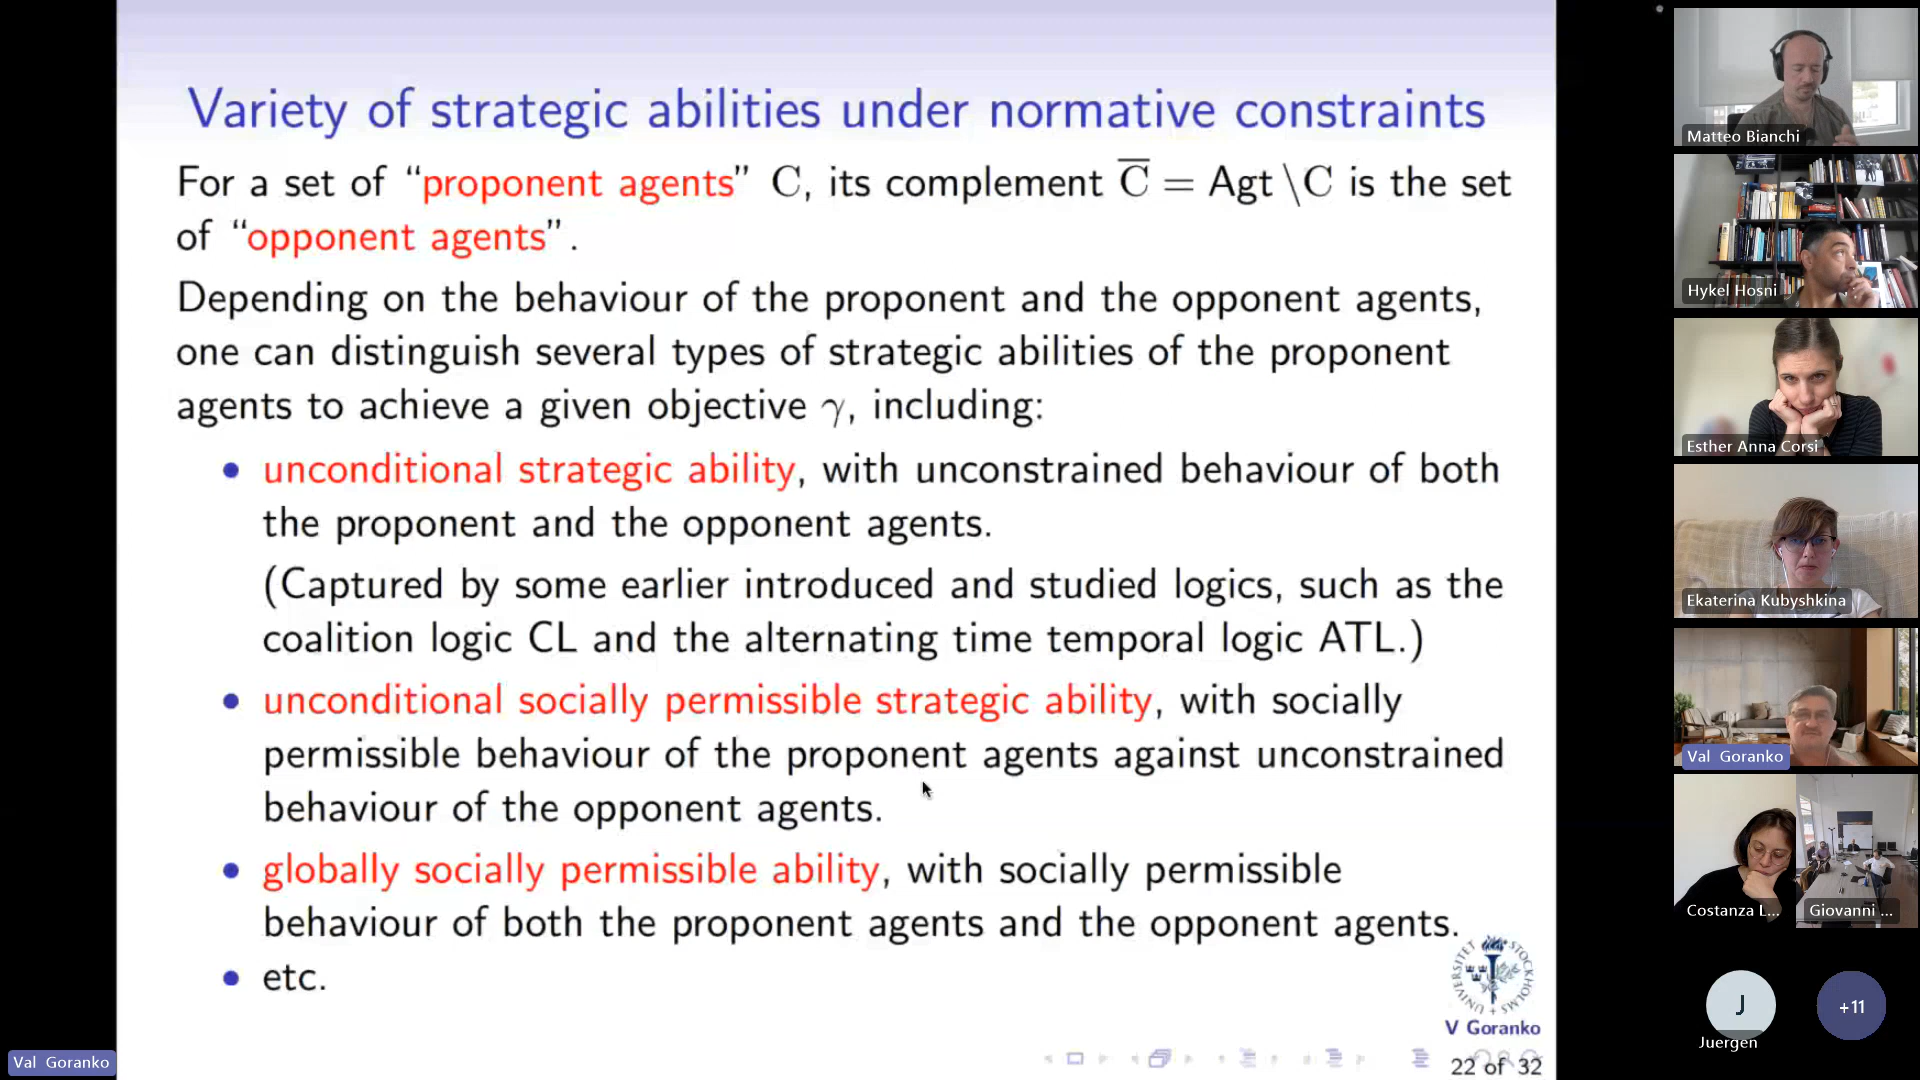 Variety of strategic abilities under normative constraints
For a set of “proponent agents” C, its complement C̅ = Agt \C is the set
of “opponent agents”.
Depending on the behaviour of the proponent and the opponent agents,
one can distinguish several types of strategic abilities of the proponent
agents to achieve a given objective γ, including:
• unconditional strategic ability, with unconstrained behaviour of both
the proponent and the opponent agents.
(Captured by some earlier introduced and studied logics, such as the
coalition logic CL and the alternating time temporal logic ATL.)
• unconditional socially permissible strategic ability, with socially
permissible behaviour of the proponent agents against unconstrained
behaviour of the opponent agents.
• globally socially permissible ability, with socially permissible
behaviour of both the proponent agents and the opponent agents.
• etc.
STOCKHOLMS UNIVERSITET
V Goranko
22 of 32
Val Goranko
Matteo Bianchi
Hykel Hosni
Esther Anna Corsi
Ekaterina Kubyshkina
Val Goranko
Costanza L...
Giovanni ...
J
Juergen
+11